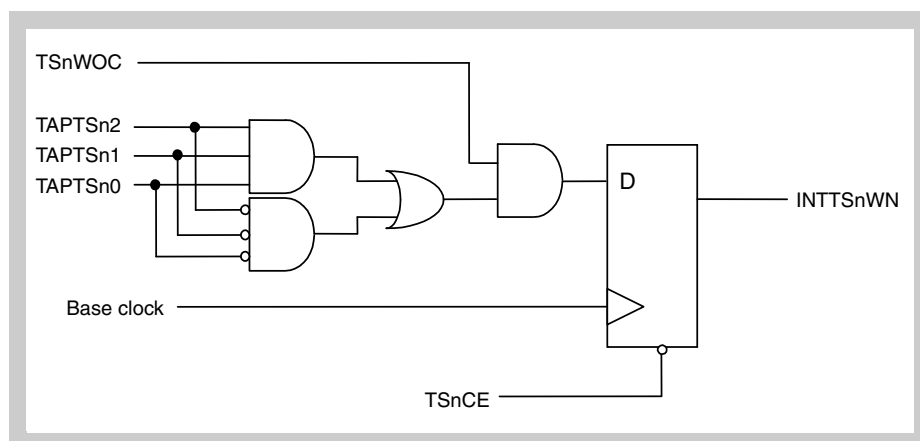 TSnWOC
TAPTSn2
TAPTSn1
TAPTSn0
D
INTTSnWN
Base clock
TSnCE